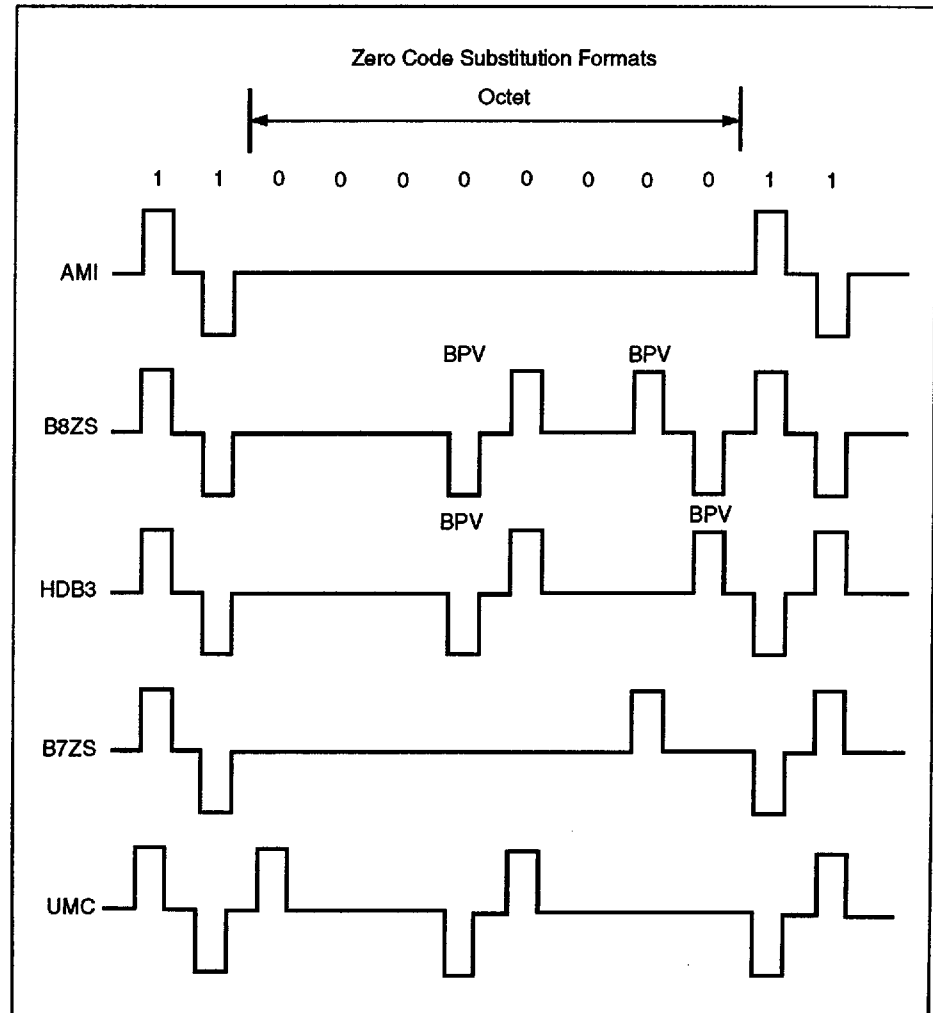 Zero Code Substitution Formats
Octet
1 1 0 0 0 0 0 0 0 0 1 1
AMI
BPV BPV
B8ZS
BPV BPV
HDB3
B7ZS
UMC